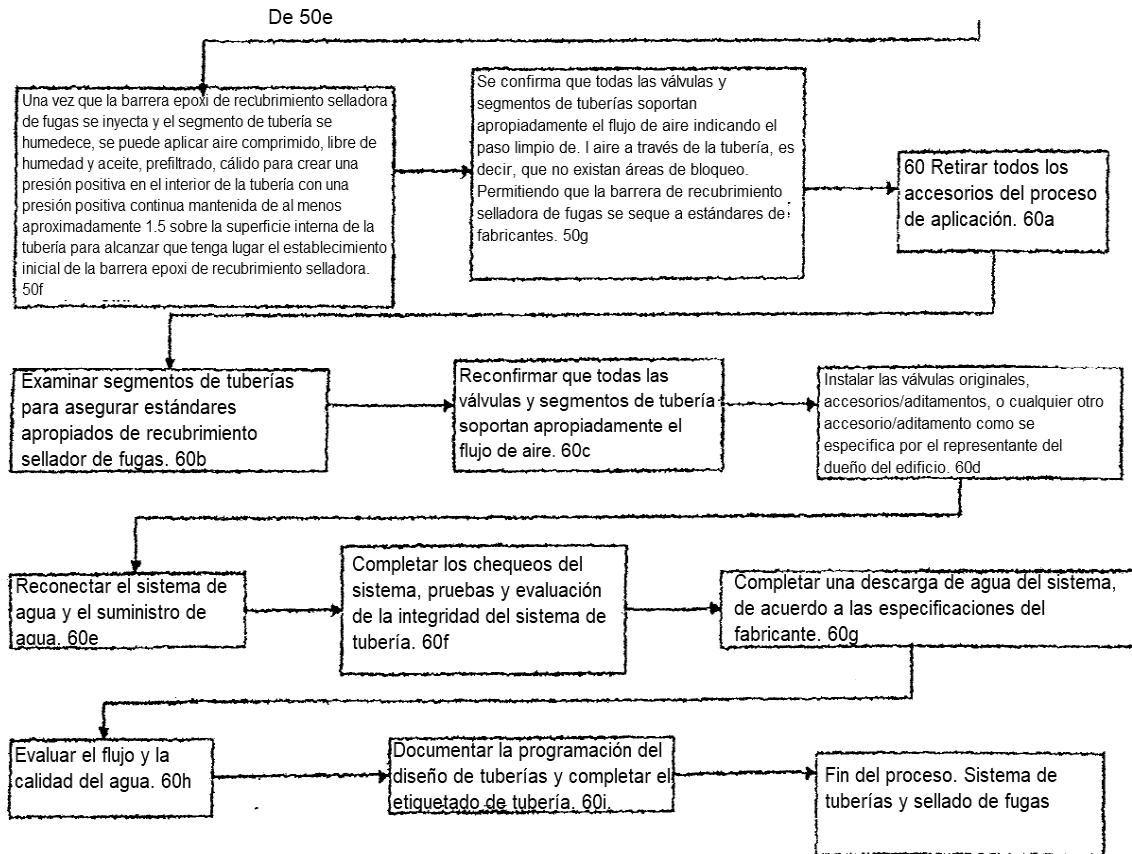 De 50e
Una vez que la barrera epoxi de recubrimiento selladora
de fugas se inyecta y el segmento de tubería se
humedece, se puede aplicar aire comprimido, libre de
humedad y aceite, prefiltrado, cálido para crear una
presión positiva en el interior de la tubería con una
presión positiva continua mantenida de al menos
aproximadamente 1.5 sobre la superficie interna de la
tubería para alcanzar que tenga lugar el establecimiento
inicial de la barrera epoxi de recubrimiento selladora.
50f
Se confirma que todas las válvulas y
segmentos de tuberías soportan
apropiadamente el flujo de aire indicando el
paso limpio de. l aire a través de la tubería, es
decir, que no existan áreas de bloqueo.
Permitiendo que la barrera de recubrimiento
selladora de fugas se seque a estándares de
fabricantes. 50g
60 Retirar todos los
accesorios del proceso
de aplicación. 60a
Examinar segmentos de tuberías
para asegurar estándares
apropiados de recubrimiento
sellador de fugas. 60b
Reconfirmar que todas las
válvulas y segmentos de tubería
soportan apropiadamente el
flujo de aire. 60c
Instalar las válvulas originales,
accesorios/aditamentos, o cualquier otro
accesorio/aditamento como se
especifica por el representante del
dueño del edificio. 60d
Reconectar el sistema de
agua y el suministro de
agua. 60e
Completar los chequeos del
sistema, pruebas y evaluación
de la integridad del sistema de
tubería. 60f
Completar una descarga de agua del sistema,
de acuerdo a las especificaciones del
fabricante. 60g
Evaluar el flujo y la
calidad del agua. 60h
Documentar la programación del
diseño de tuberías y completar el
etiquetado de tubería. 60i.
Fin del proceso. Sistema de
tuberías y sellado de fugas